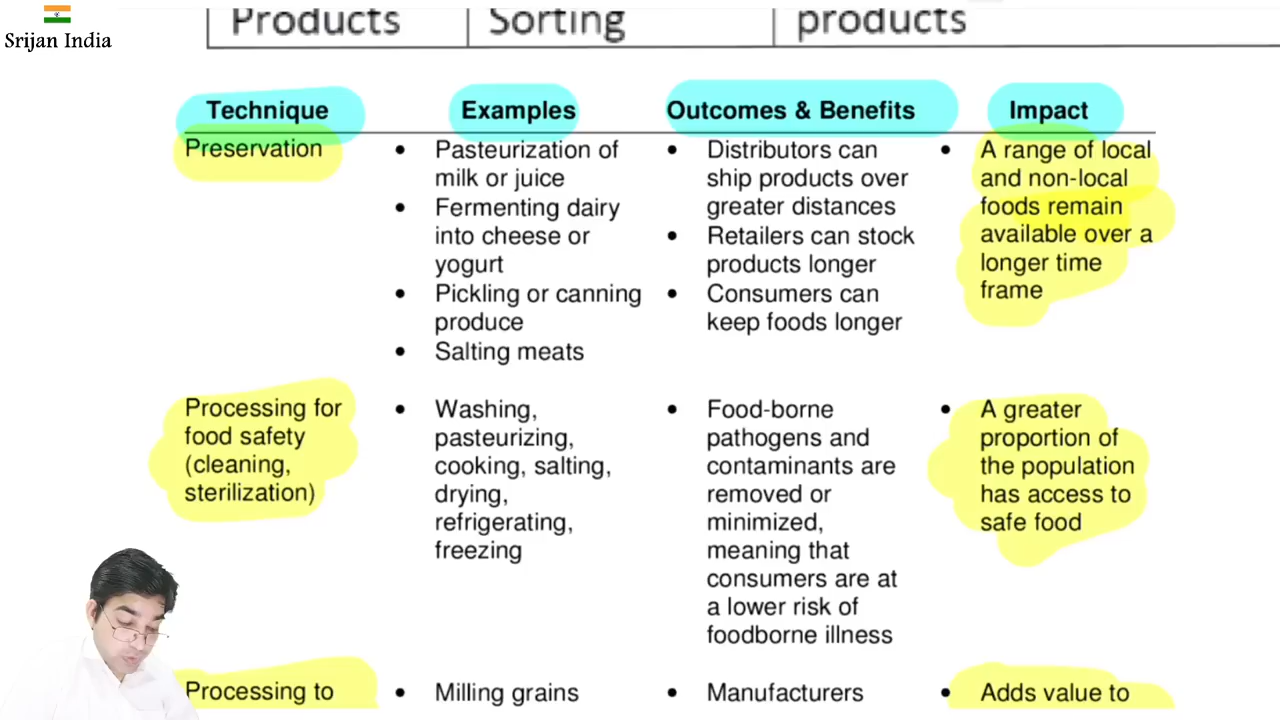 Srijan India
Products Sorting products
Technique Examples Outcomes & Benefits Impact
Preservation
• Pasteurization of
milk or juice
• Fermenting dairy
into cheese or
yogurt
• Pickling or canning
produce
• Salting meats
• Distributors can
ship products over
greater distances
• Retailers can stock
products longer
• Consumers can
keep foods longer
• A range of local
and non-local
foods remain
available over a
longer time
frame
Processing for
food safety
(cleaning,
sterilization)
• Washing,
pasteurizing,
cooking, salting,
drying,
refrigerating,
freezing
• Food-borne
pathogens and
contaminants are
removed or
minimized,
meaning that
consumers are at
a lower risk of
foodborne illness
• A greater
proportion of
the population
has access to
safe food
Processing to
• Milling grains
• Manufacturers
• Adds value to